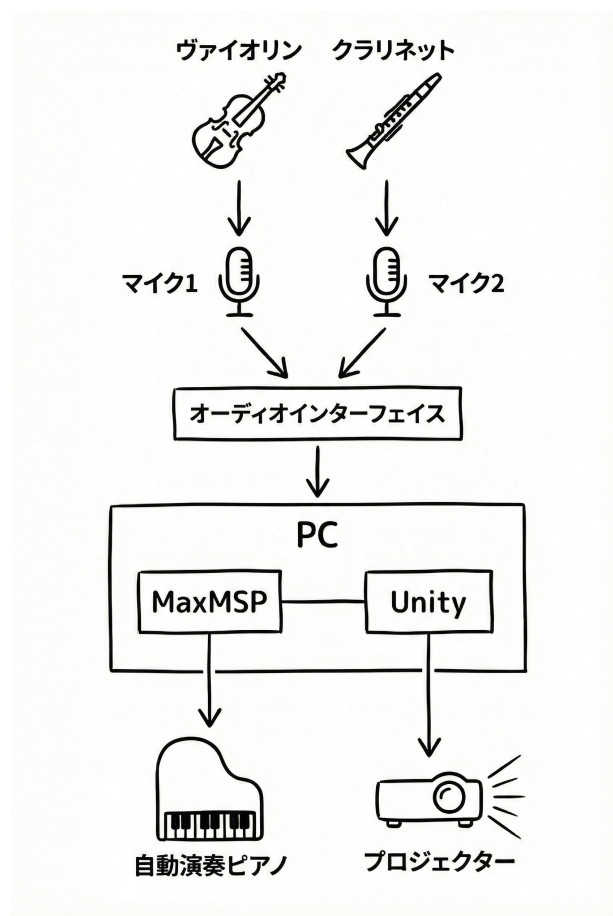 ヴァイオリン
クラリネット
マイク1
マイク2
オーディオインターフェイス
PC
MaxMSP
Unity
自動演奏ピアノ
プロジェクター